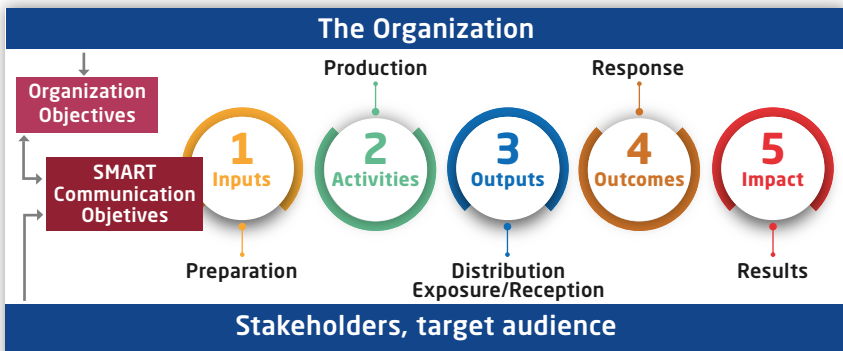 The Organization
Production
Response
Organization
Objectives
SMART
Communication
Objetives
1
Inputs
2
Activities
3
Outputs
4
Outcomes
5
Impact
Preparation
Distribution
Exposure/Reception
Results
Stakeholders, target audience